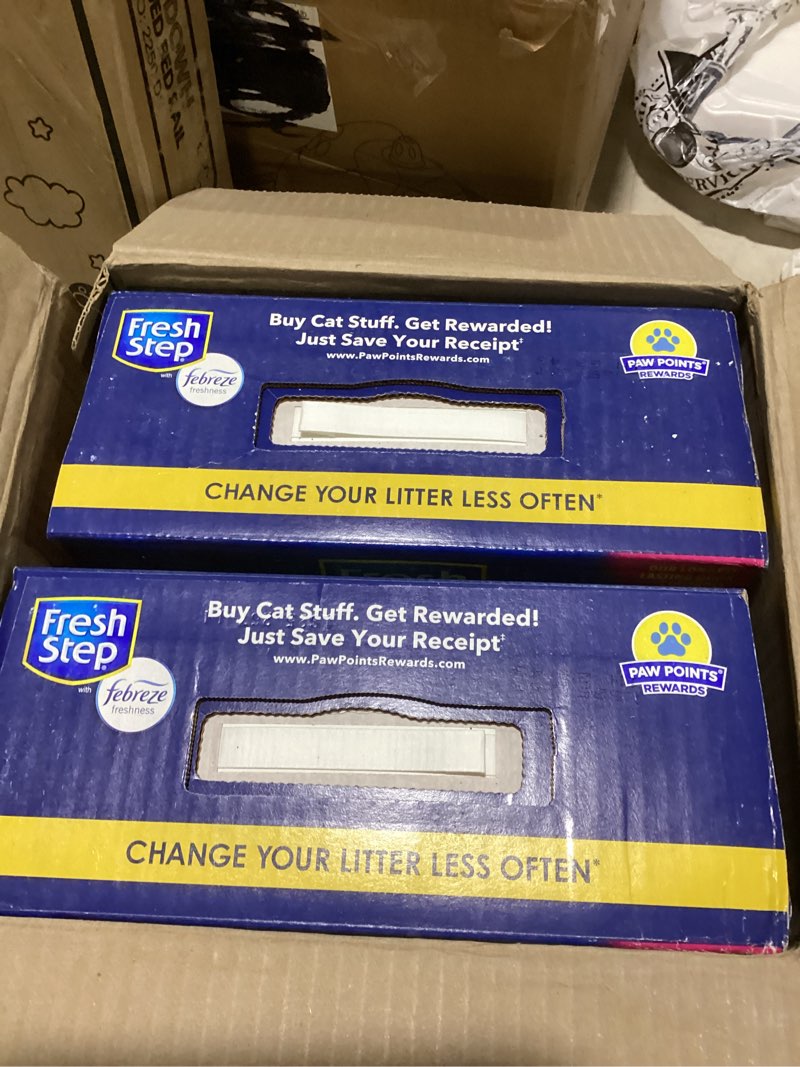 Fresh
Step
with
febreze
freshness
Buy Cat Stuff. Get Rewarded!
Just Save Your Receipt‡
www.PawPointsRewards.com
PAW POINTS®
REWARDS
CHANGE YOUR LITTER LESS OFTEN*
Fresh
Fresh
Step®
with
febreze
freshness
Buy Cat Stuff. Get Rewarded!
Just Save Your Receipt‡
www.PawPointsRewards.com
PAW POINTS®
REWARDS
CHANGE YOUR LITTER LESS OFTEN*